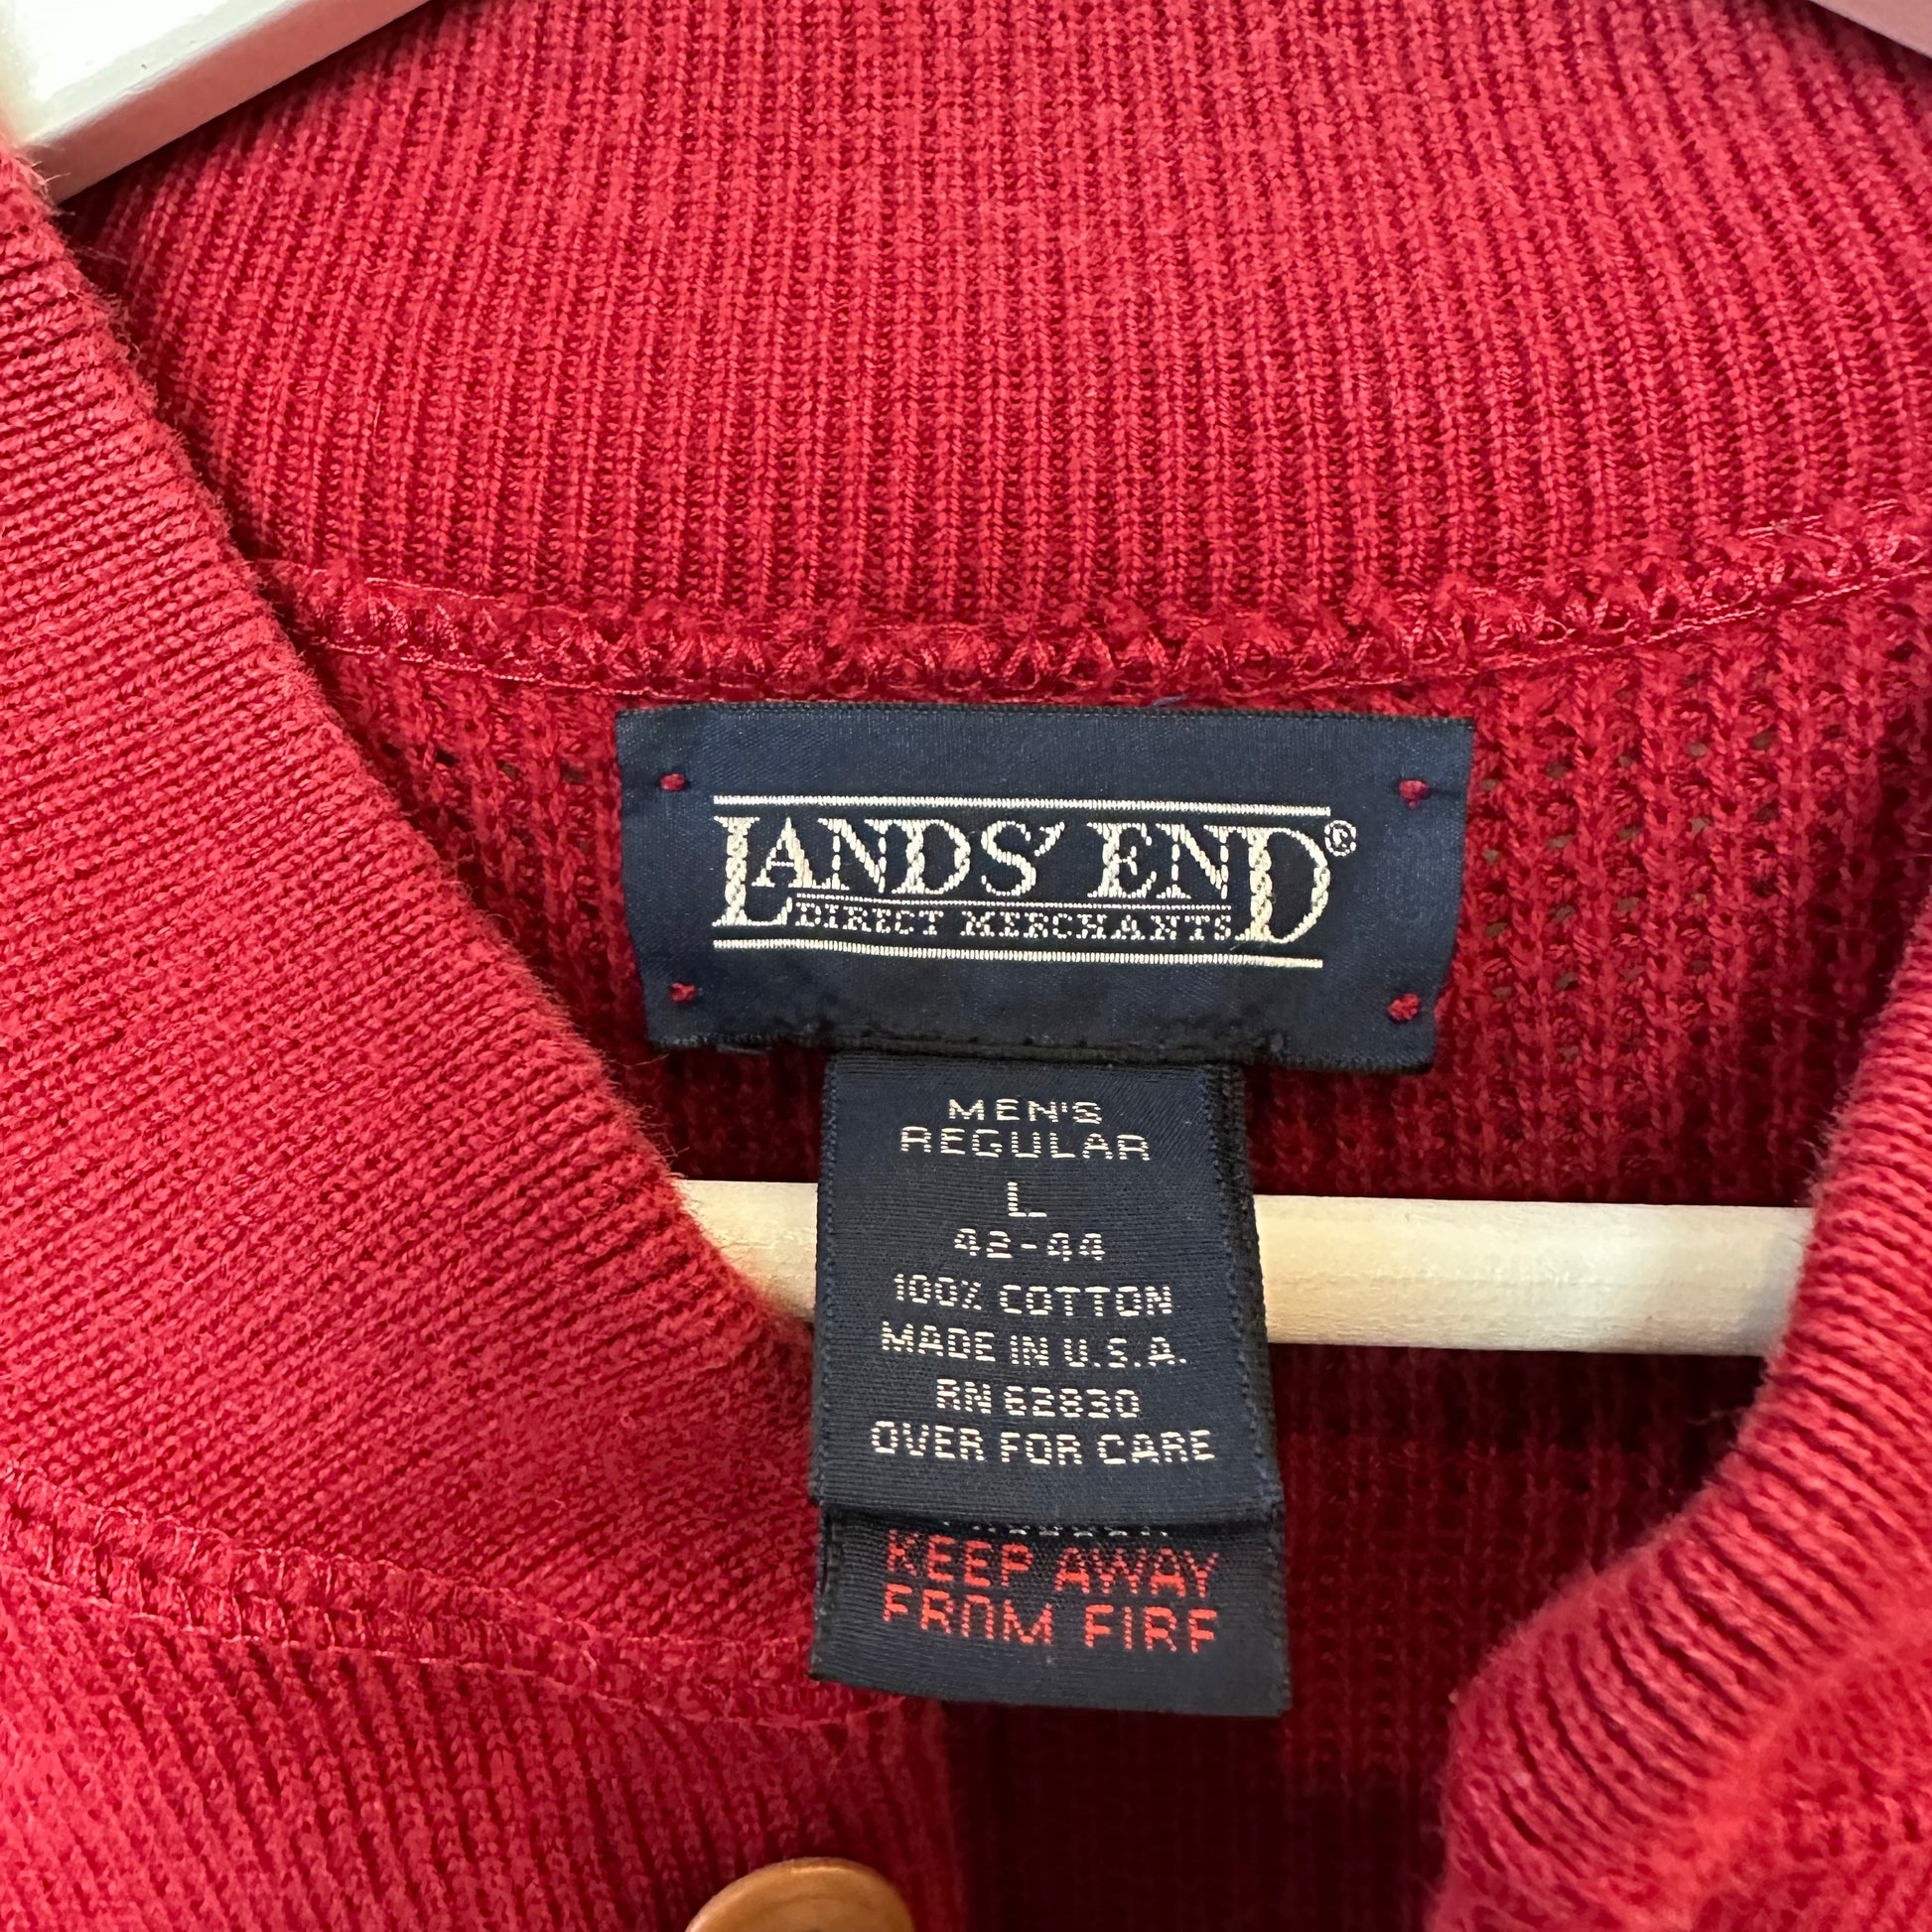 LANDS' END®
DIRECT MERCHANTS
MEN'S
REGULAR
L
42-44
100% COTTON
MADE IN U.S.A.
RN 62830
OVER FOR CARE
KEEP AWAY
FROM FIRE